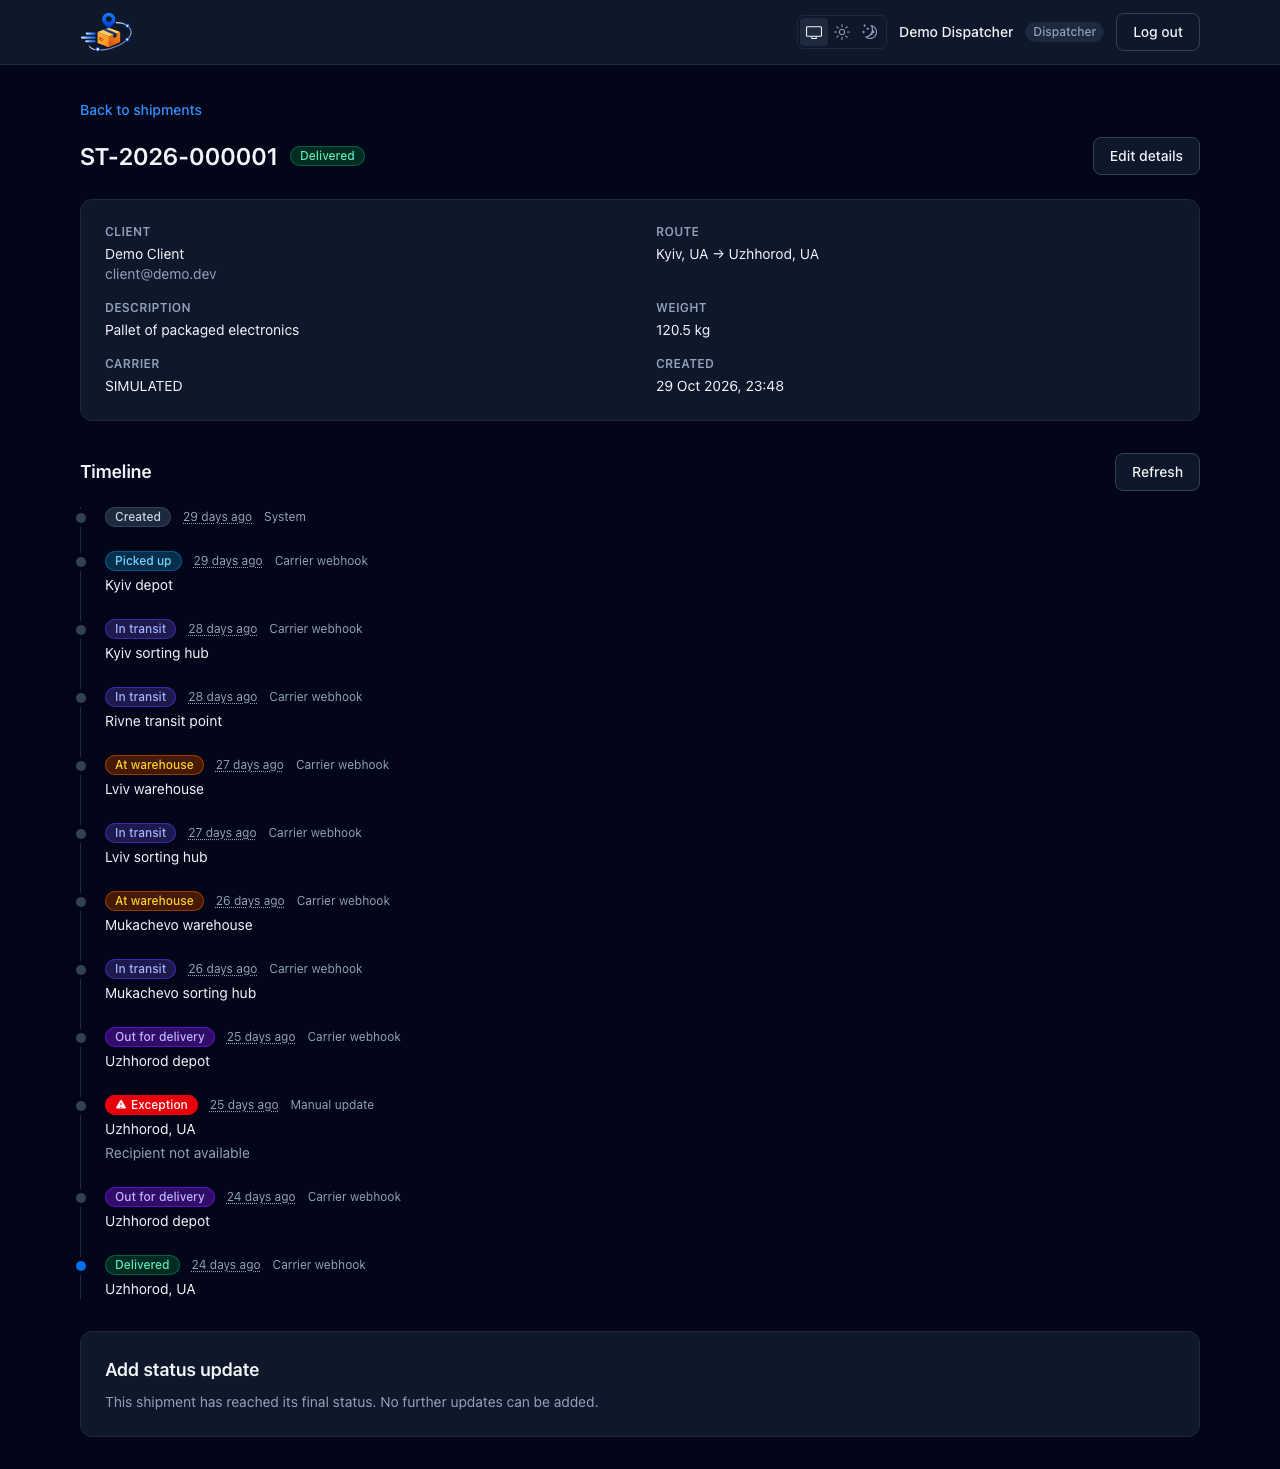 Demo Dispatcher Dispatcher Log out
Back to shipments
ST-2026-000001 Delivered Edit details
CLIENT
Demo Client
client@demo.dev
ROUTE
Kyiv, UA → Uzhhorod, UA
DESCRIPTION
Pallet of packaged electronics
WEIGHT
120.5 kg
CARRIER
SIMULATED
CREATED
29 Oct 2026, 23:48
Timeline Refresh
Created 29 days ago System
Picked up 29 days ago Carrier webhook
Kyiv depot
In transit 28 days ago Carrier webhook
Kyiv sorting hub
In transit 28 days ago Carrier webhook
Rivne transit point
At warehouse 27 days ago Carrier webhook
Lviv warehouse
In transit 27 days ago Carrier webhook
Lviv sorting hub
At warehouse 26 days ago Carrier webhook
Mukachevo warehouse
In transit 26 days ago Carrier webhook
Mukachevo sorting hub
Out for delivery 25 days ago Carrier webhook
Uzhhorod depot
Exception 25 days ago Manual update
Uzhhorod, UA
Recipient not available
Out for delivery 24 days ago Carrier webhook
Uzhhorod depot
Delivered 24 days ago Carrier webhook
Uzhhorod, UA
Add status update
This shipment has reached its final status. No further updates can be added.